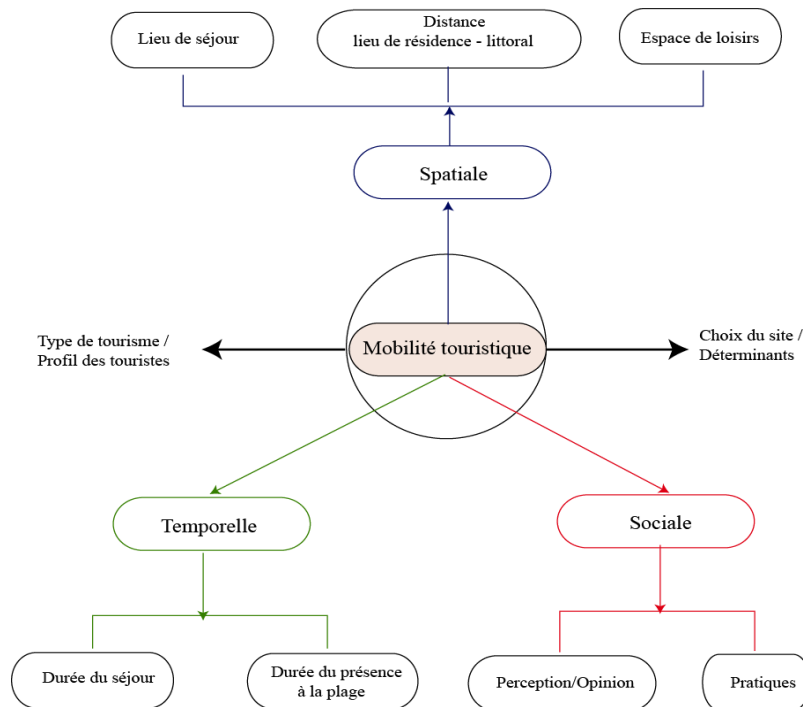 Lieu de séjour
Distance
lieu de résidence - littoral
Espace de loisirs
Spatiale
Type de tourisme /
Profil des touristes
Mobilité touristique
Choix du site /
Déterminants
Temporelle
Sociale
Durée du séjour
Durée du présence
à la plage
Perception/Opinion
Pratiques